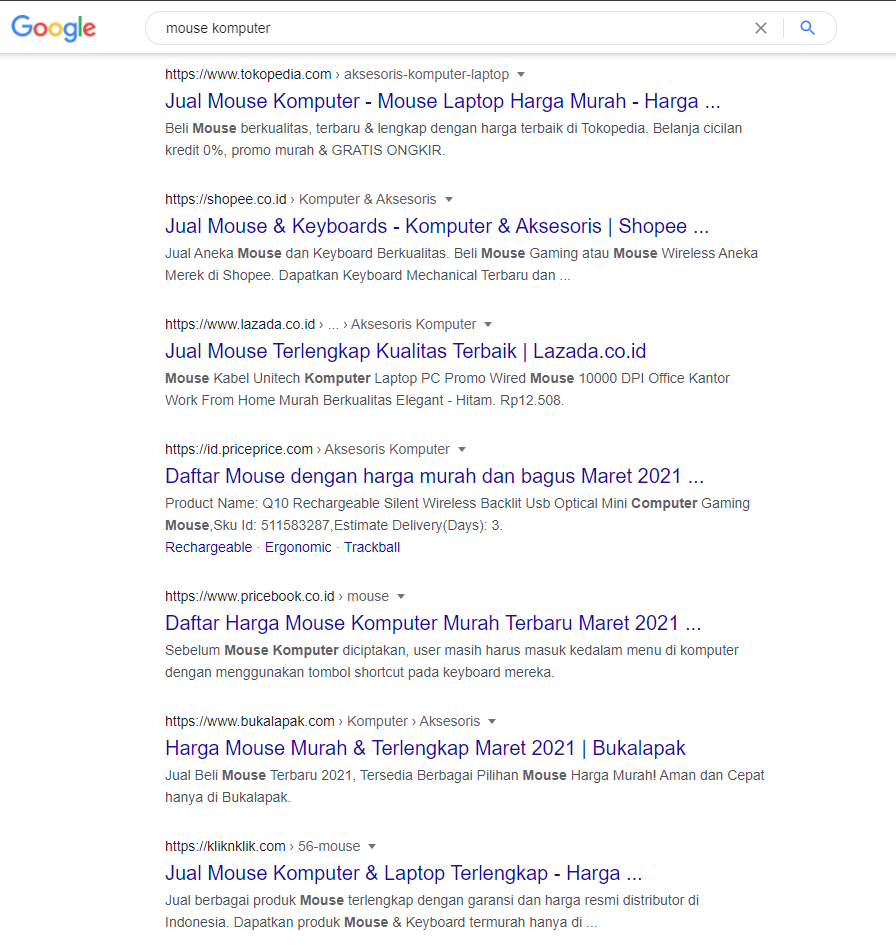 Google
mouse komputer
https://www.tokopedia.com › aksesoris-komputer-laptop
Jual Mouse Komputer - Mouse Laptop Harga Murah - Harga ...
Beli Mouse berkualitas, terbaru & lengkap dengan harga terbaik di Tokopedia. Belanja cicilan
kredit 0%, promo murah & GRATIS ONGKIR.
https://shopee.co.id › Komputer & Aksesoris
Jual Mouse & Keyboards - Komputer & Aksesoris | Shopee ...
Jual Aneka Mouse dan Keyboard Berkualitas. Beli Mouse Gaming atau Mouse Wireless Aneka
Merek di Shopee. Dapatkan Keyboard Mechanical Terbaru dan ...
https://www.lazada.co.id › ... › Aksesoris Komputer
Jual Mouse Terlengkap Kualitas Terbaik | Lazada.co.id
Mouse Kabel Unitech Komputer Laptop PC Promo Wired Mouse 10000 DPI Office Kantor
Work From Home Murah Berkualitas Elegant - Hitam. Rp12.508.
https://id.priceprice.com › Aksesoris Komputer
Daftar Mouse dengan harga murah dan bagus Maret 2021 ...
Product Name: Q10 Rechargeable Silent Wireless Backlit Usb Optical Mini Computer Gaming
Mouse,Sku Id: 511583287,Estimate Delivery(Days): 3.
Rechargeable · Ergonomic · Trackball
https://www.pricebook.co.id › mouse
Daftar Harga Mouse Komputer Murah Terbaru Maret 2021 ...
Sebelum Mouse Komputer diciptakan, user masih harus masuk kedalam menu di komputer
dengan menggunakan tombol shortcut pada keyboard mereka.
https://www.bukalapak.com › Komputer › Aksesoris
Harga Mouse Murah & Terlengkap Maret 2021 | Bukalapak
Jual Beli Mouse Terbaru 2021, Tersedia Berbagai Pilihan Mouse Harga Murah! Aman dan Cepat
hanya di Bukalapak.
https://kliknklik.com › 56-mouse
Jual Mouse Komputer & Laptop Terlengkap - Harga ...
Jual berbagai produk Mouse terlengkap dengan garansi dan harga resmi distributor di
Indonesia. Dapatkan produk Mouse & Keyboard termurah hanya di ...